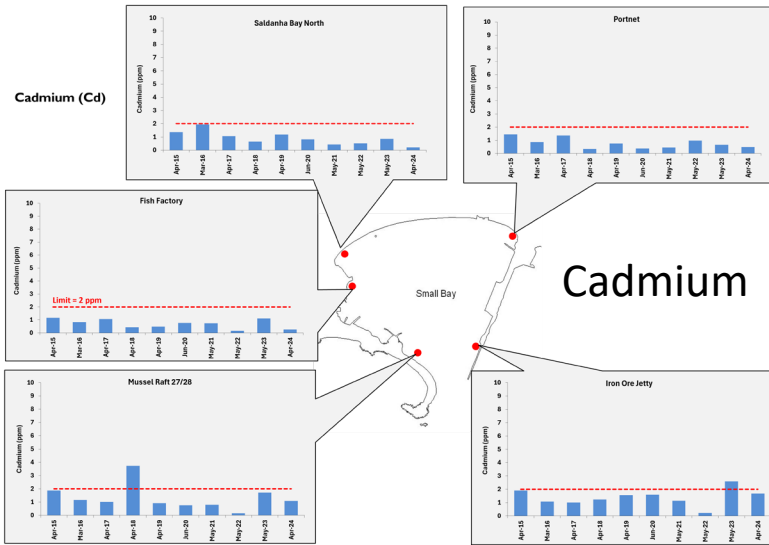 Cadmium (Cd)
Saldanha Bay North
Cadmium (ppm)
10
9
8
7
6
5
4
3
2
1
0
Apr-15
Mar-16
Apr-17
Apr-18
Apr-19
Jun-20
May-21
May-22
May-23
Apr-24
Portnet
Cadmium (ppm)
10
9
8
7
6
5
4
3
2
1
0
Apr-15
Mar-16
Apr-17
Apr-18
Apr-19
Jun-20
Apr-21
May-22
May-23
Apr-24
Fish Factory
Cadmium (ppm)
10
9
8
7
6
5
4
3
2
1
0
Limit = 2 ppm
Apr-15
Mar-16
Apr-17
Apr-18
Apr-19
Jun-20
May-21
May-22
May-23
Apr-24
Small Bay
Cadmium
Mussel Raft 27/28
Cadmium (ppm)
10
9
8
7
6
5
4
3
2
1
0
Apr-15
Mar-16
Apr-17
Apr-18
Apr-19
Jun-20
May-21
May-22
May-23
Apr-24
Iron Ore Jetty
Cadmium (ppm)
10
9
8
7
6
5
4
3
2
1
0
Apr-15
Mar-16
Apr-17
Apr-18
Apr-19
Jun-20
May-21
May-22
May-23
Apr-24